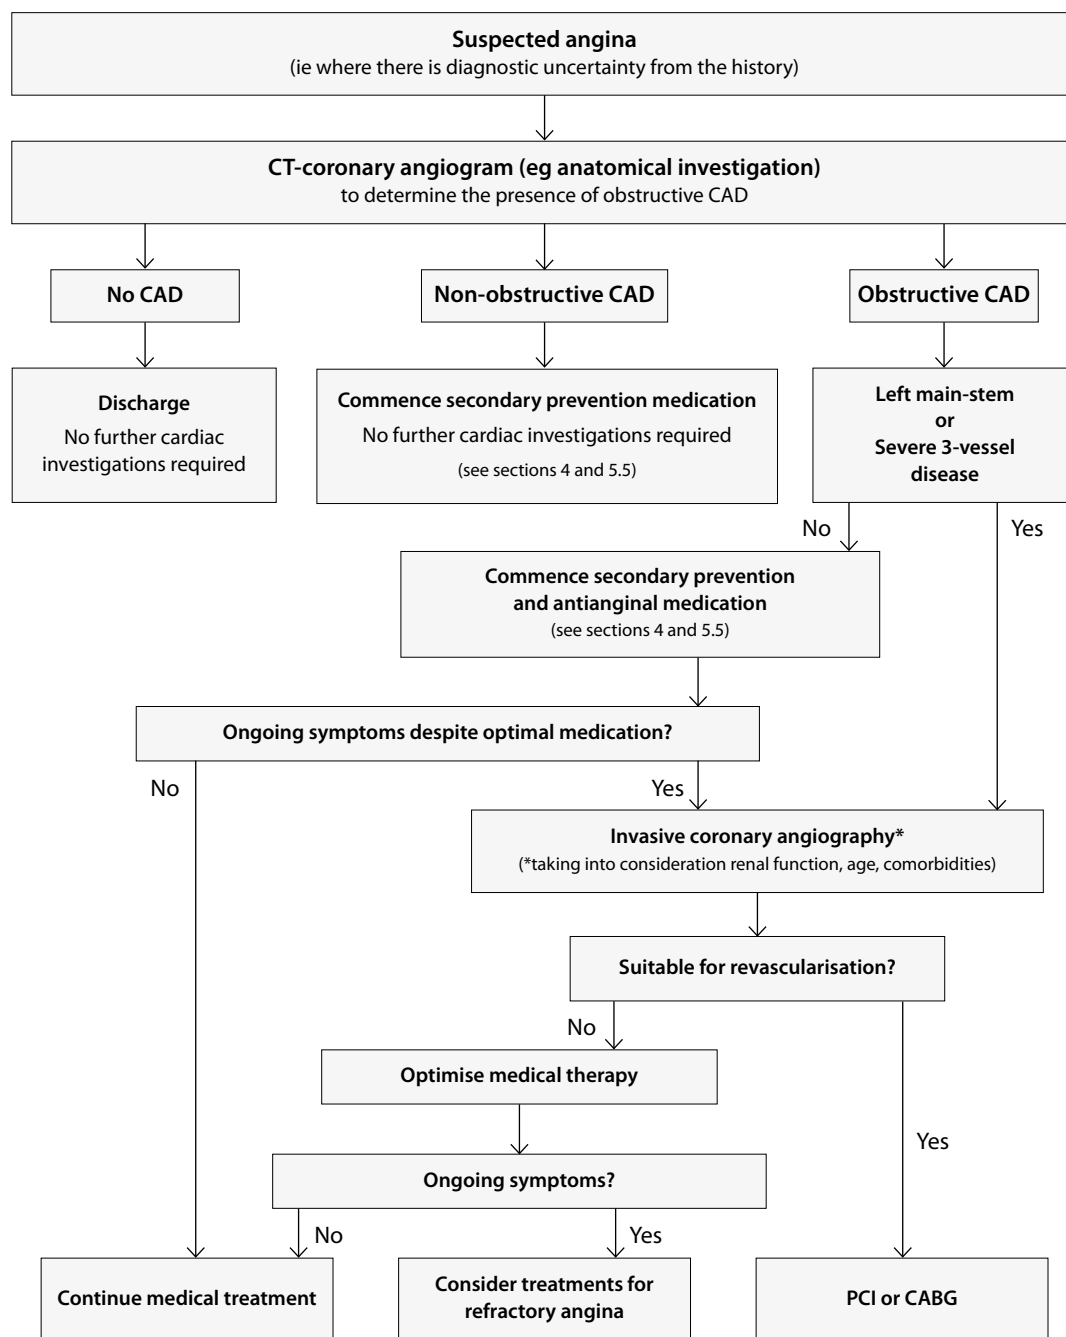 Suspected angina
(ie where there is diagnostic uncertainty from the history)
CT-coronary angiogram (eg anatomical investigation)
to determine the presence of obstructive CAD
No CAD
Non-obstructive CAD
Obstructive CAD
Discharge
No further cardiac
investigations required
Commence secondary prevention medication
No further cardiac investigations required
(see sections 4 and 5.5)
Left main-stem
or
Severe 3-vessel
disease
No
Yes
Commence secondary prevention
and antianginal medication
(see sections 4 and 5.5)
Ongoing symptoms despite optimal medication?
No
Yes
Invasive coronary angiography*
(*taking into consideration renal function, age, comorbidities)
Suitable for revascularisation?
No
Yes
Optimise medical therapy
Ongoing symptoms?
No
Yes
Continue medical treatment
Consider treatments for
refractory angina
PCI or CABG